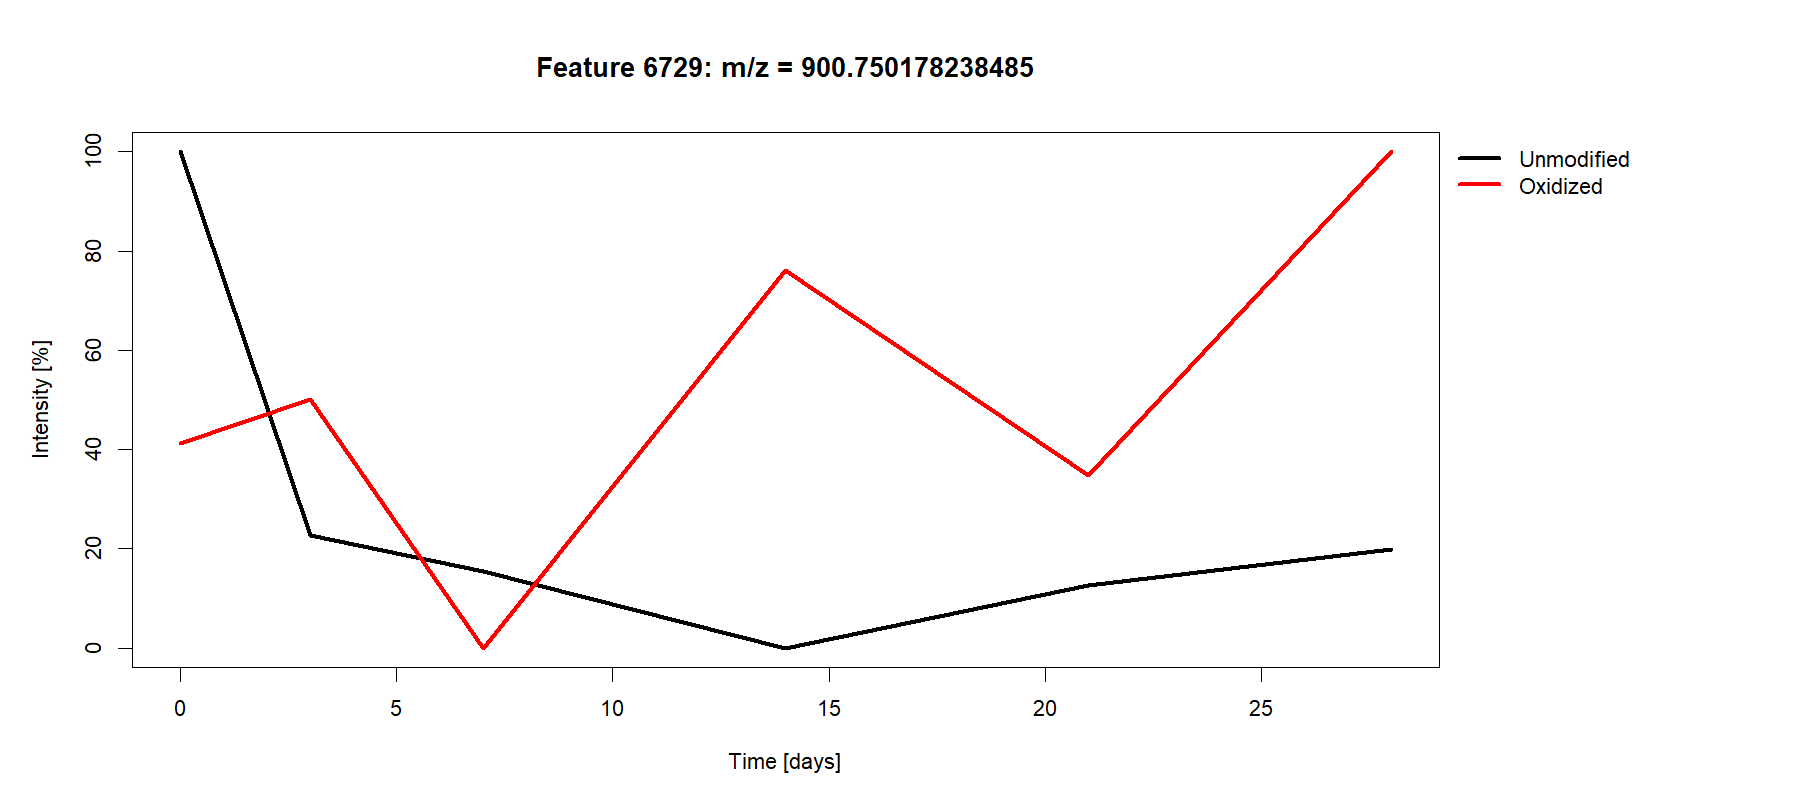 Feature 6729: m/z = 900.750178238485
Unmodified
Oxidized
Intensity [%]
100
80
60
40
20
0
0 5 10 15 20 25
Time [days]